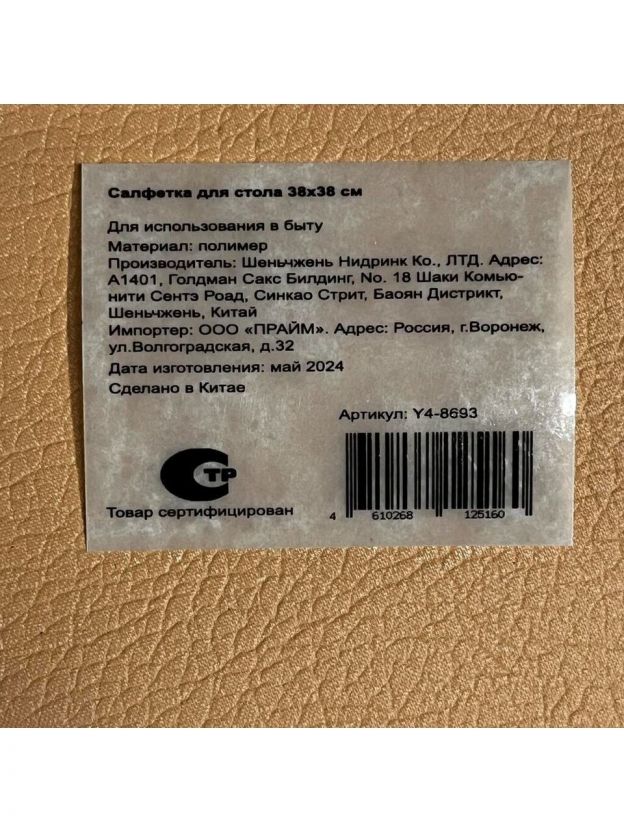 Салфетка для стола 38х38 см
Для использования в быту
Материал: полимер
Производитель: Шеньчжень Нидринк Ко., ЛТД. Адрес:
А1401, Голдман Сакс Билдинг, No. 18 Шаки Комью-
нити Сентэ Роад, Синкао Стрит, Баоян Дистрикт,
Шеньчжень, Китай
Импортер: ООО «ПРАЙМ». Адрес: Россия, г.Воронеж,
ул.Волгоградская, д.32
Дата изготовления: май 2024
Сделано в Китае
Артикул: Y4-8693
СТР
Товар сертифицирован
4 610268 125160